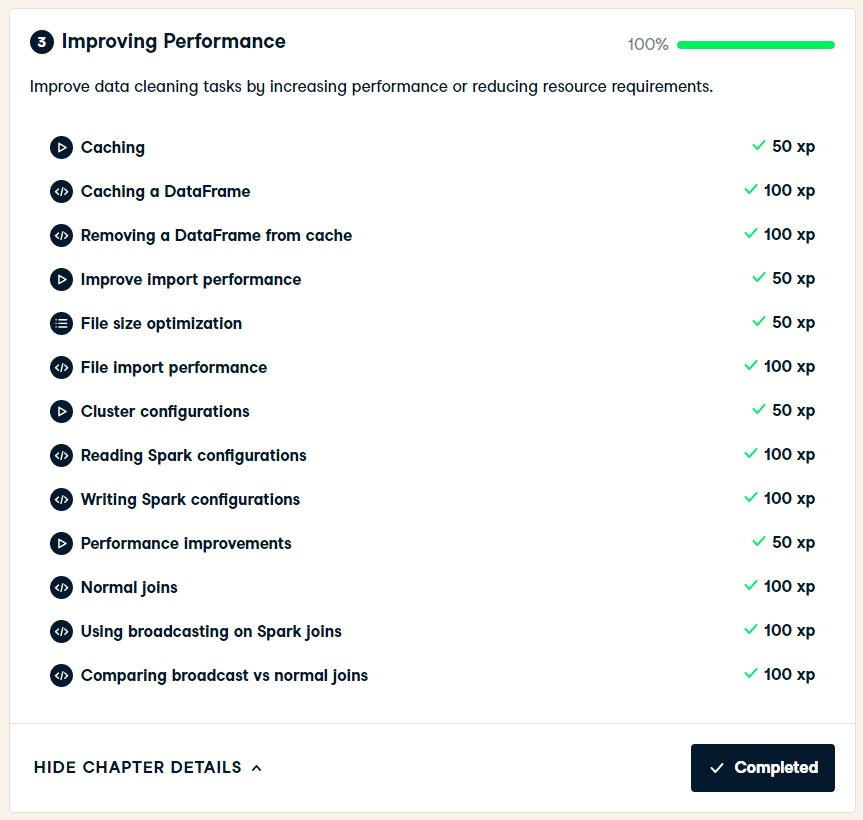 3 Improving Performance 100%
Improve data cleaning tasks by increasing performance or reducing resource requirements.
Caching 50 xp
Caching a DataFrame 100 xp
Removing a DataFrame from cache 100 xp
Improve import performance 50 xp
File size optimization 50 xp
File import performance 100 xp
Cluster configurations 50 xp
Reading Spark configurations 100 xp
Writing Spark configurations 100 xp
Performance improvements 50 xp
Normal joins 100 xp
Using broadcasting on Spark joins 100 xp
Comparing broadcast vs normal joins 100 xp
HIDE CHAPTER DETAILS Completed